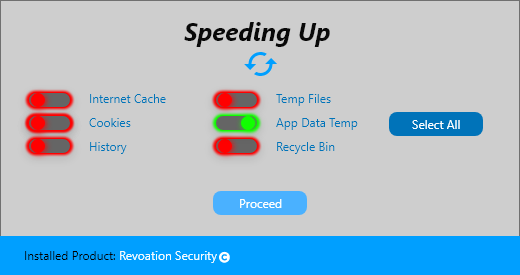 Speeding Up
Internet Cache
Temp Files
Cookies
App Data Temp
Select All
History
Recycle Bin
Proceed
Installed Product: Revoation Security ©